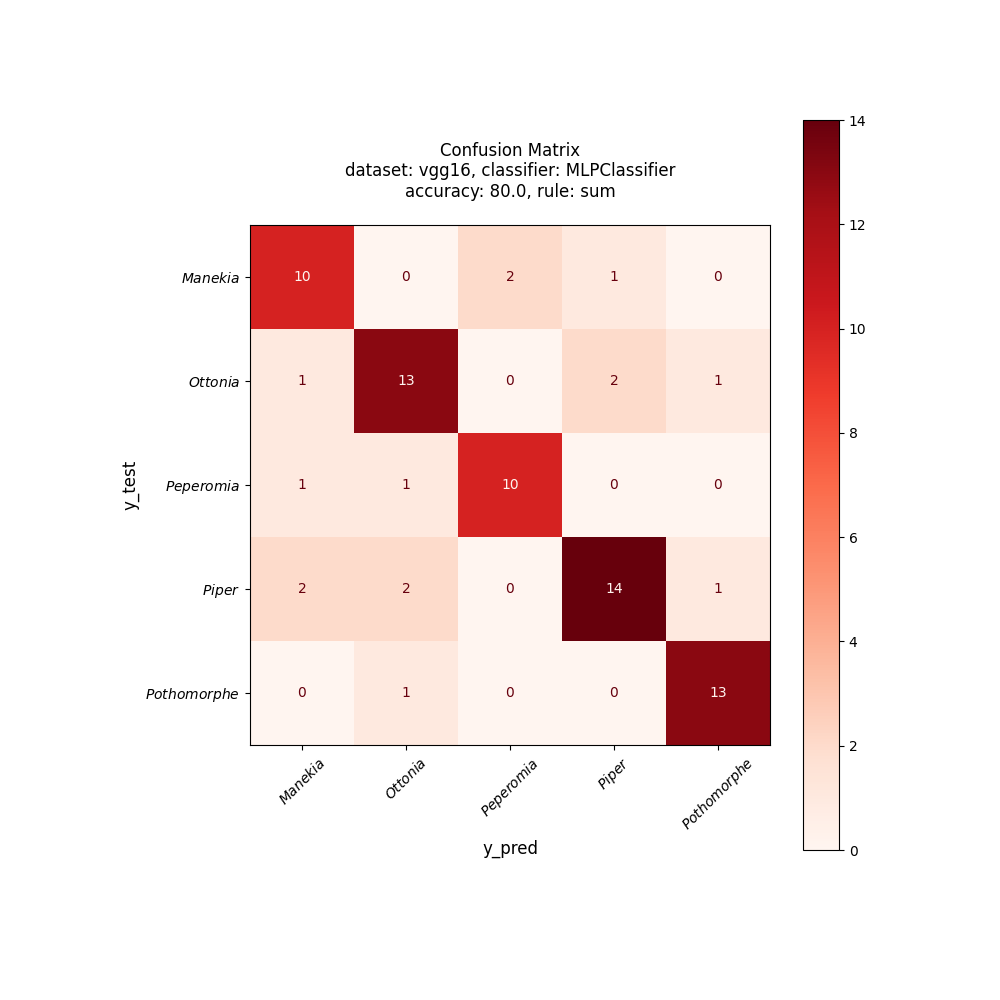 Confusion Matrix
dataset: vgg16, classifier: MLPClassifier
accuracy: 80.0, rule: sum
y_test
Manekia 10 0 2 1 0
Ottonia 1 13 0 2 1
Peperomia 1 1 10 0 0
Piper 2 2 0 14 1
Pothomorphe 0 1 0 0 13
Manekia Ottonia Peperomia Piper Pothomorphe
y_pred
14
12
10
8
6
4
2
0